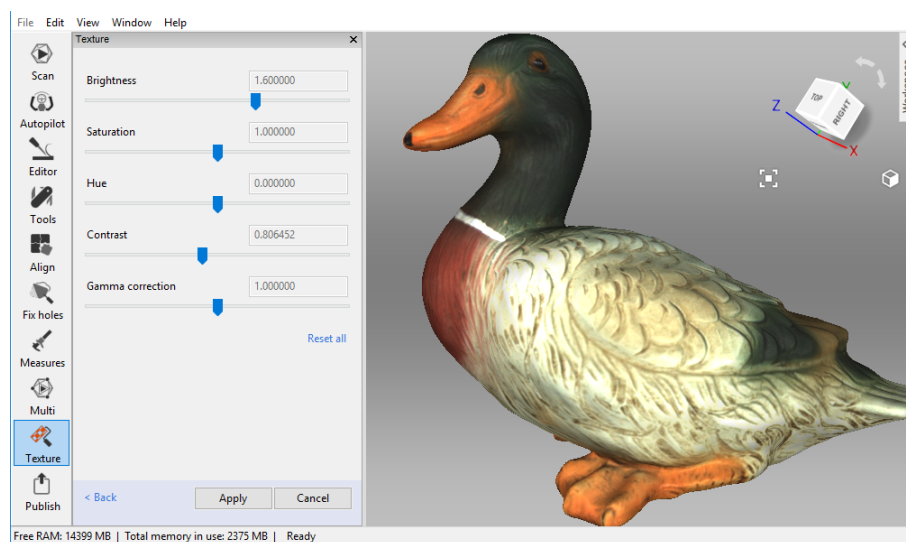 File Edit View Window Help
Texture
Scan
Autopilot
Editor
Tools
Align
Fix holes
Measures
Multi
Texture
Publish
Brightness 1.600000
Saturation 1.000000
Hue 0.000000
Contrast 0.806452
Gamma correction 1.000000
Reset all
< Back Apply Cancel
TOP
RIGHT
Z
Y
X
Free RAM: 14399 MB | Total memory in use: 2375 MB | Ready